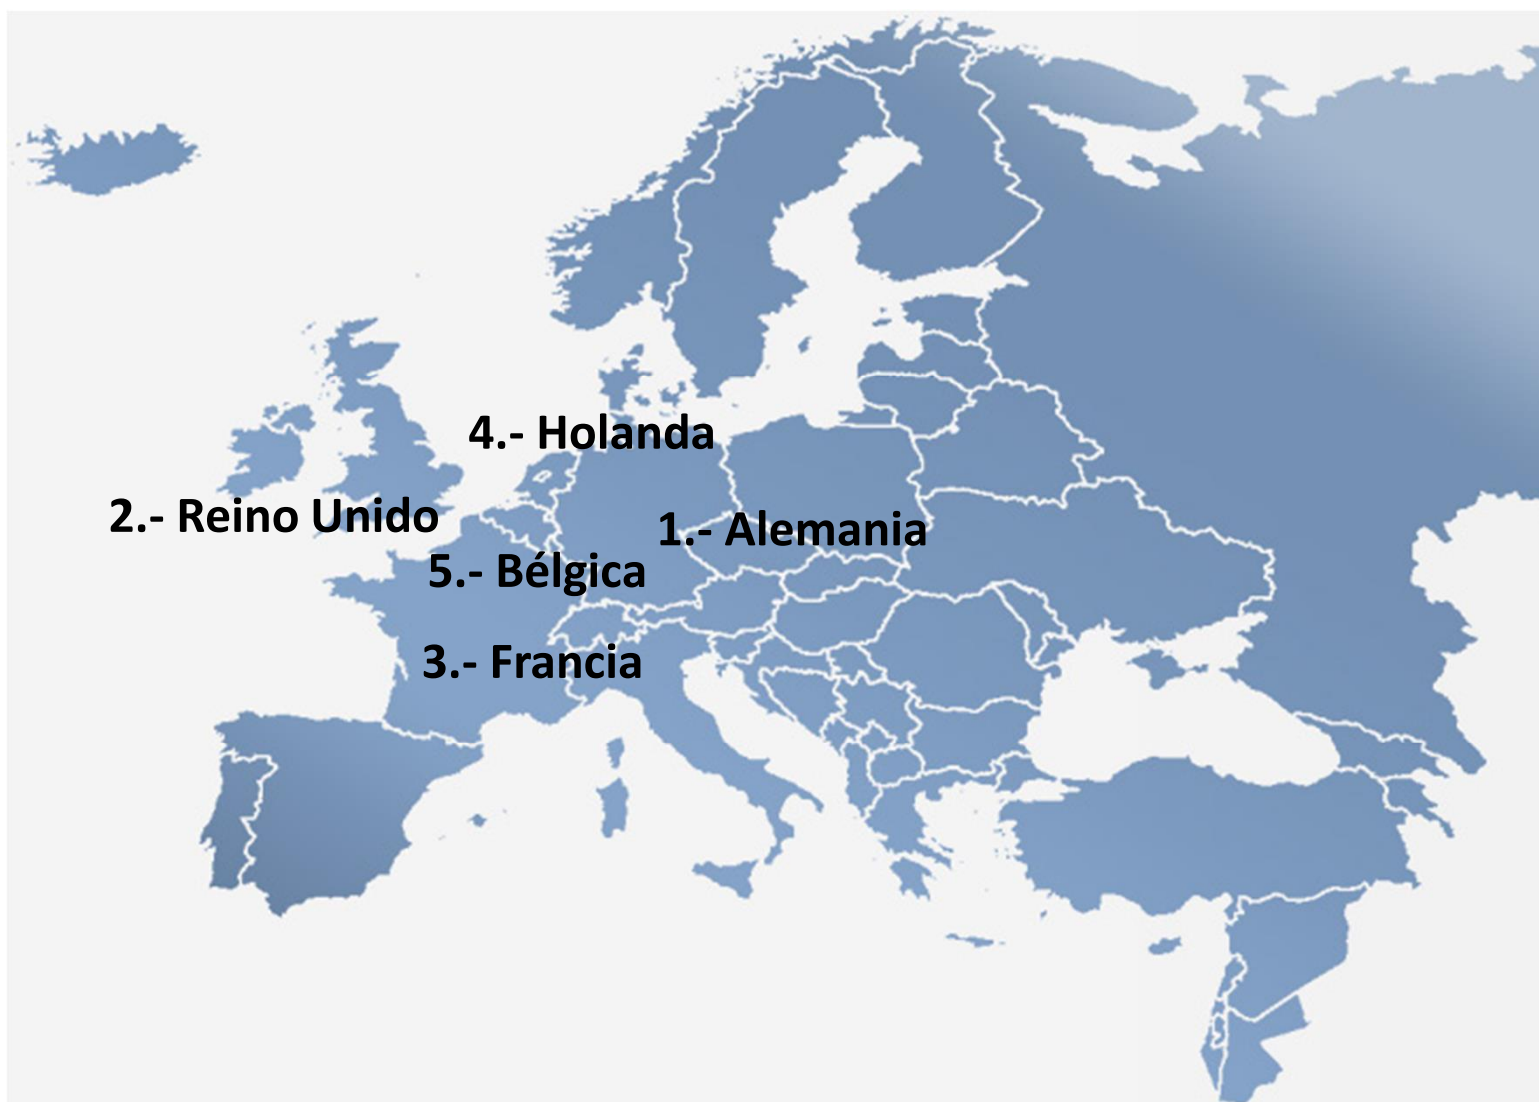 4.- Holanda
2.- Reino Unido
1.- Alemania
5.- Bélgica
3.- Francia